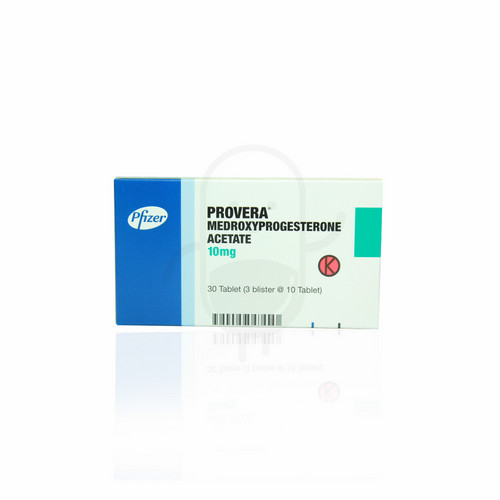 Pfizer
PROVERA®
MEDROXYPROGESTERONE
ACETATE
10mg
K
30 Tablet (3 blister @ 10 Tablet)